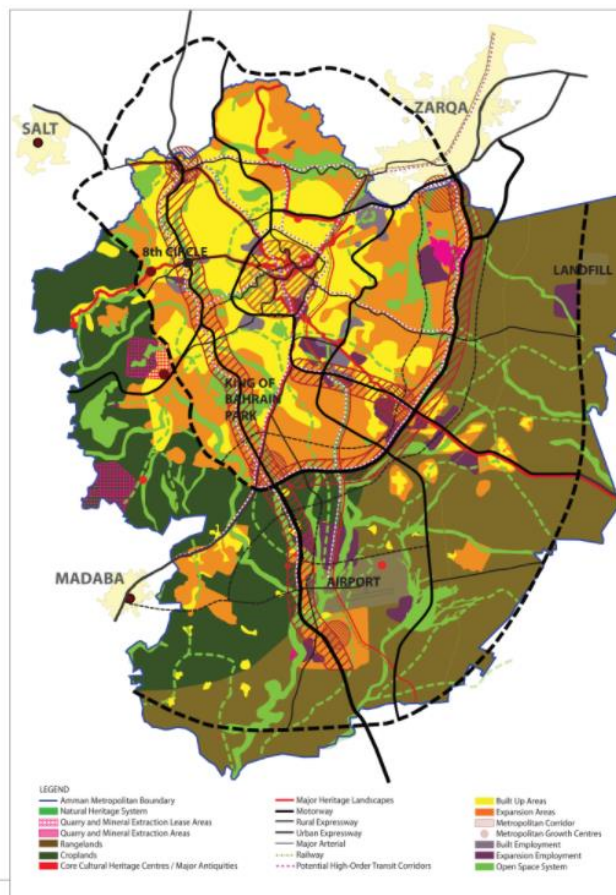 ZARQA
SALT
8th CIRCLE
LANDFILL
KING OF
BAHRAIN
PARK
MADABA
AIRPORT
LEGEND
Amman Metropolitan Boundary
Natural Heritage System
Quarry and Mineral Extraction Lease Areas
Quarry and Mineral Extraction Areas
Rangelands
Croplands
Core Cultural Heritage Centres / Major Antiquities
Major Heritage Landscapes
Motorway
Rural Expressway
Urban Expressway
Major Arterial
Railway
Potential High-Order Transit Corridors
Built Up Areas
Expansion Areas
Metropolitan Corridor
Metropolitan Growth Centres
Built Employment
Expansion Employment
Open Space System